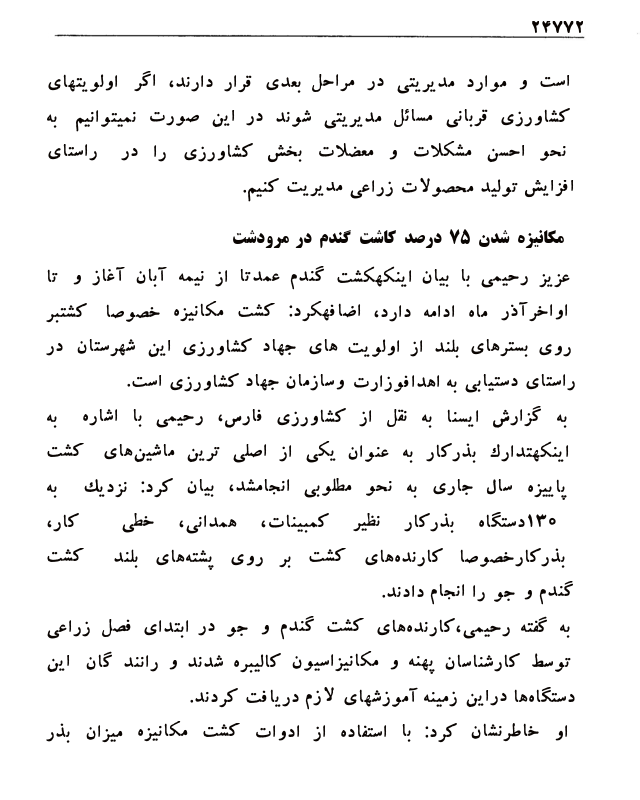 ۲۴۷۷۲
است و موارد مدیریتی در مراحل بعدی قرار دارند، اگر اولویتهای
کشاورزی قربانی مسائل مدیریتی شوند در این صورت نمیتوانیم به
نحو احسن مشکلات و معضلات بخش کشاورزی را در راستای
افزایش تولید محصولات زراعی مدیریت کنیم.
مکانیزه شدن ۷۵ درصد کاشت گندم در مرودشت
عزیز رحیمی با بیان اینکهکشت گندم عمدتا از نیمه آبان آغاز و تا
اواخرآذر ماه ادامه دارد، اضافهکرد: کشت مکانیزه خصوصا کشتبر
روی بسترهای بلند از اولویت های جهاد کشاورزی این شهرستان در
راستای دستیابی به اهدافوزارت وسازمان جهاد کشاورزی است.
به گزارش ایسنا به نقل از کشاورزی فارس، رحیمی با اشاره به
اینکهتدارك بذرکار به عنوان یکی از اصلی ترین ماشین‌های کشت
پاییزه سال جاری به نحو مطلوبی انجامشد، بیان کرد: نزدیك به
۱۳۰دستگاه بذرکار نظیر کمبینات، همدانی، خطی کار،
بذرکارخصوصا کارنده‌های کشت بر روی پشته‌های بلند کشت
گندم و جو را انجام دادند.
به گفته رحیمی،کارنده‌های کشت گندم و جو در ابتدای فصل زراعی
توسط کارشناسان پهنه و مکانیزاسیون کالیبره شدند و رانند گان این
دستگاه‌ها دراین زمینه آموزشهای لازم دریافت کردند.
او خاطرنشان کرد: با استفاده از ادوات کشت مکانیزه میزان بذر